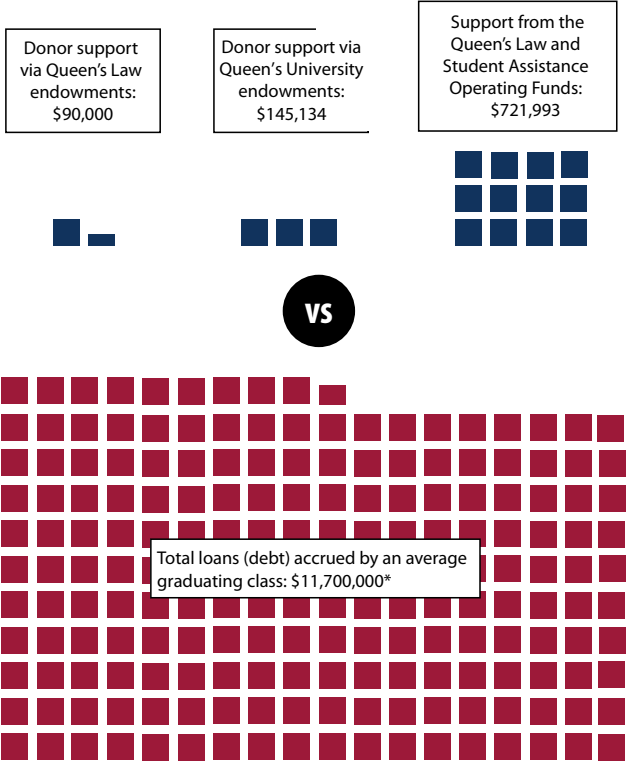 Donor support
via Queen's Law
endowments:
$90,000
Donor support via
Queen's University
endowments:
$145,134
Support from the
Queen's Law and
Student Assistance
Operating Funds:
$721,993
VS
Total loans (debt) accrued by an average
graduating class: $11,700,000*